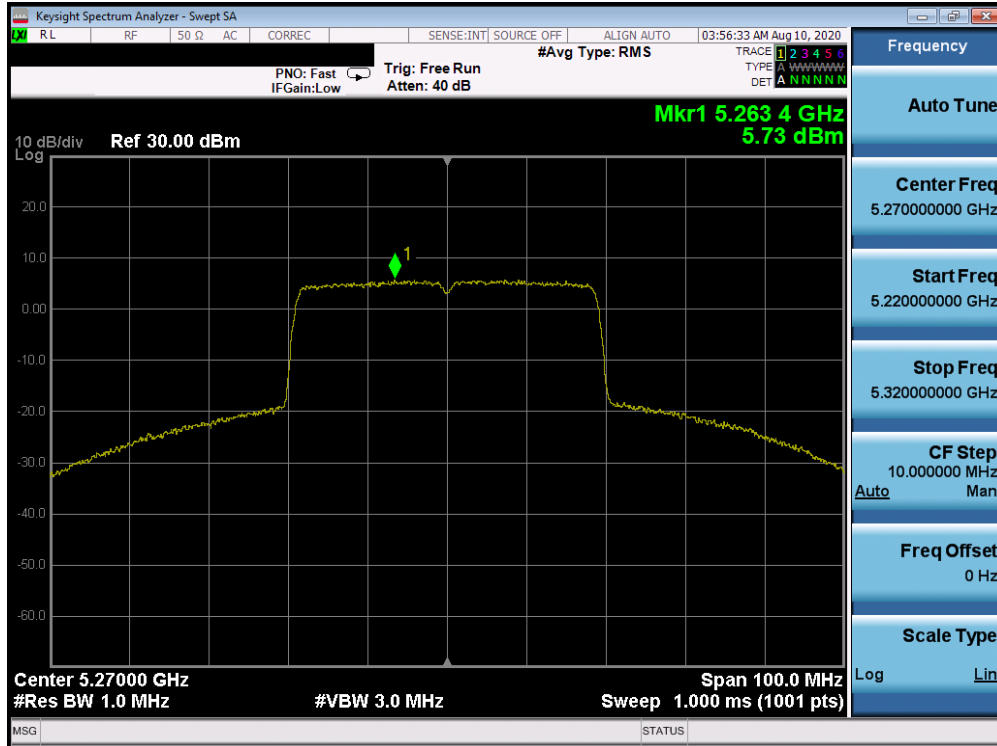 Keysight Spectrum Analyzer - Swept SA
LXI RL RF 50 Ω AC CORREC SENSE:INT SOURCE OFF ALIGN AUTO 03:56:33 AM Aug 10, 2020
#Avg Type: RMS
TRACE 1 2 3 4 5 6
PNO: Fast Trig: Free Run TYPE A WWWWW
IFGain:Low Atten: 40 dB DET A N N N N N
Mkr1 5.263 4 GHz
5.73 dBm
10 dB/div Ref 30.00 dBm
Log
20.0
10.0
0.00
-10.0
-20.0
-30.0
-40.0
-50.0
-60.0
1
Center 5.27000 GHz Span 100.0 MHz
#Res BW 1.0 MHz #VBW 3.0 MHz Sweep 1.000 ms (1001 pts)
MSG STATUS
Frequency
Auto Tune
Center Freq
5.270000000 GHz
Start Freq
5.220000000 GHz
Stop Freq
5.320000000 GHz
CF Step
10.000000 MHz
Auto Man
Freq Offset
0 Hz
Scale Type
Log Lin